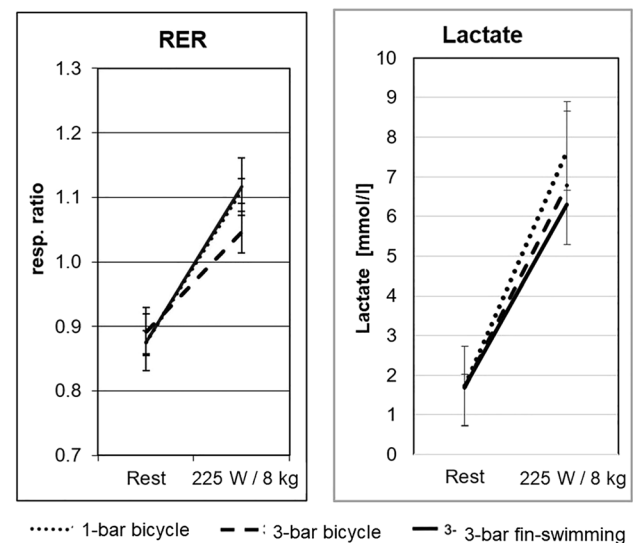 RER
resp. ratio
1.3
1.2
1.1
1.0
0.9
0.8
0.7
Rest 225 W / 8 kg
Lactate
Lactate [mmol/l]
10
9
8
7
6
5
4
3
2
1
0
Rest 225 W / 8 kg
1-bar bicycle 3-bar bicycle 3- 3-bar fin-swimming